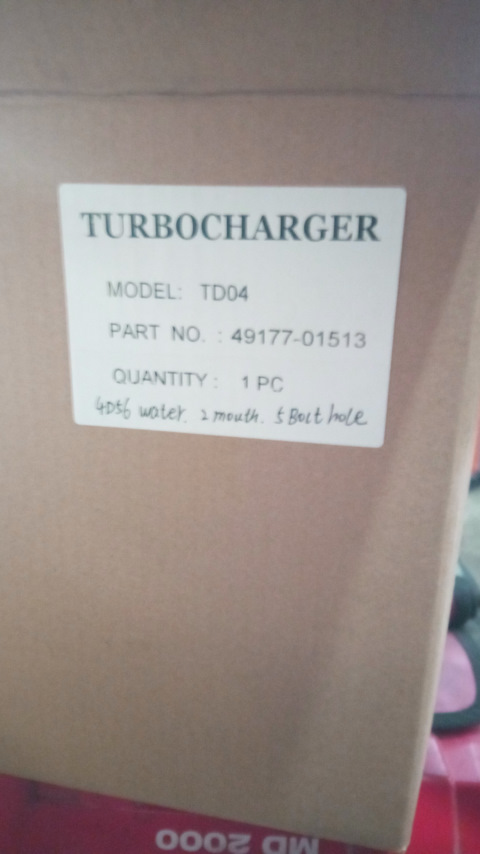 TURBOCHARGER
MODEL: TD04
PART NO. : 49177-01513
QUANTITY : 1 PC
4D56 water. 2 mouth. 5 Bolt hole
MD 2000